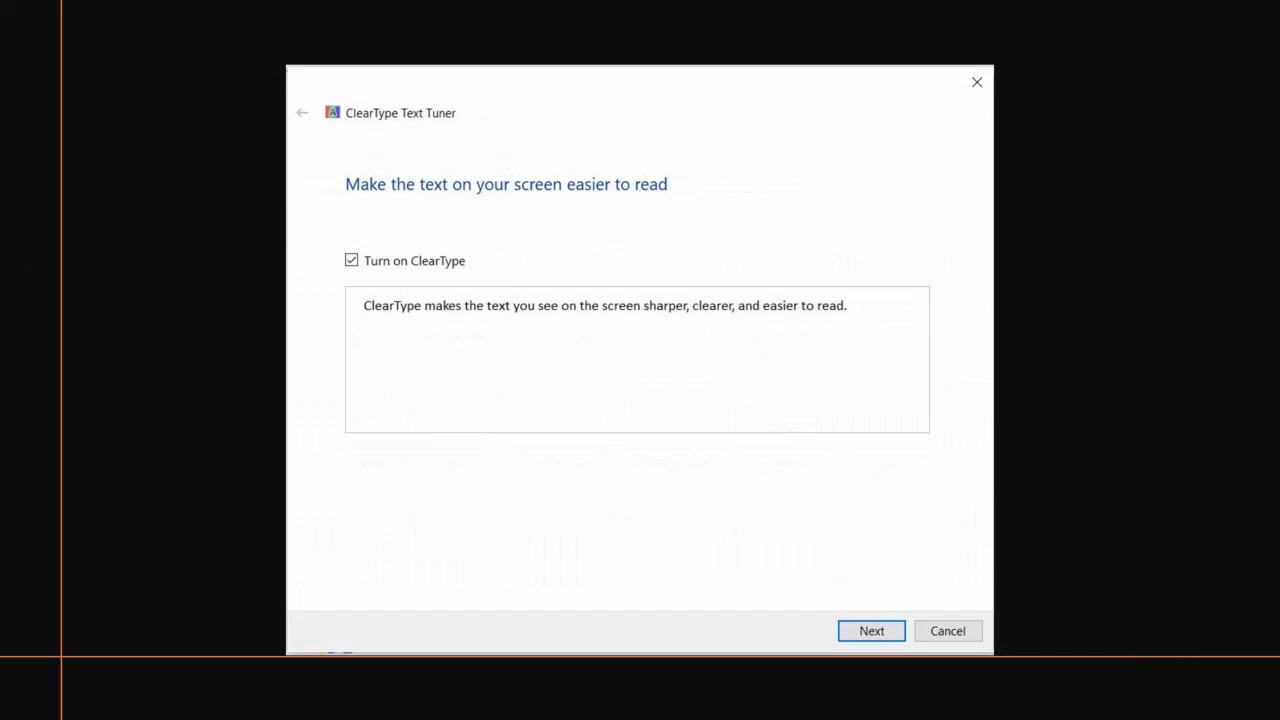 ClearType Text Tuner
Make the text on your screen easier to read
Turn on ClearType
ClearType makes the text you see on the screen sharper, clearer, and easier to read.
Next
Cancel